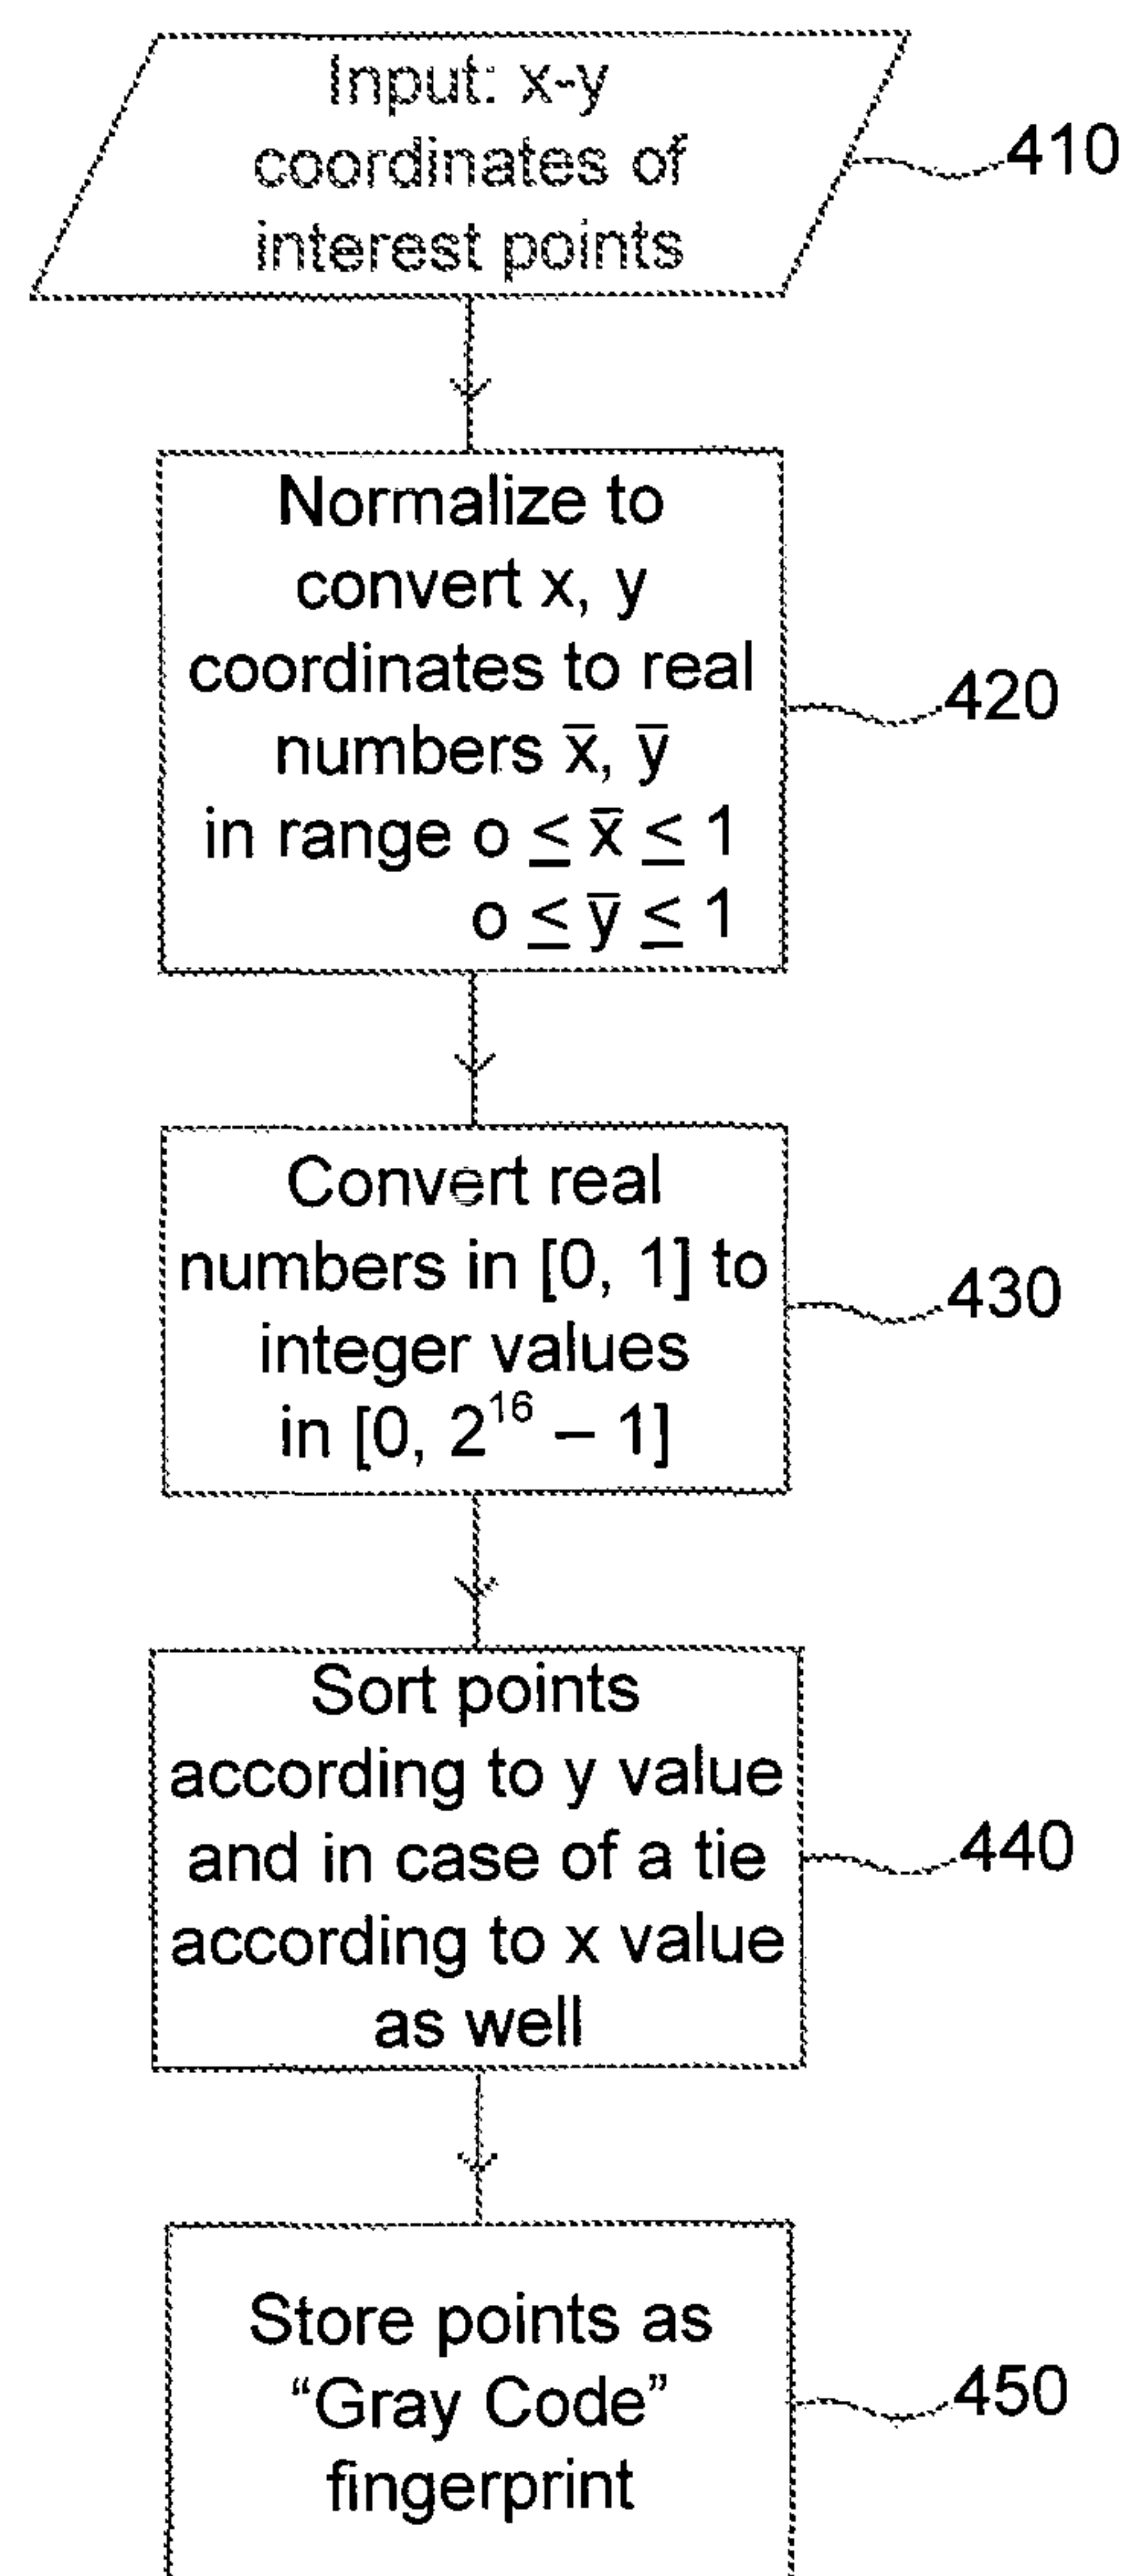 Input: x-y
coordinates of
interest points
410
Normalize to
convert x, y
coordinates to real
numbers x̅, y̅
in range o ≤ x̅ ≤ 1
o ≤ y̅ ≤ 1
420
Convert real
numbers in [0, 1] to
integer values
in [0, 2¹⁶ – 1]
430
Sort points
according to y value
and in case of a tie
according to x value
as well
440
Store points as
“Gray Code”
fingerprint
450